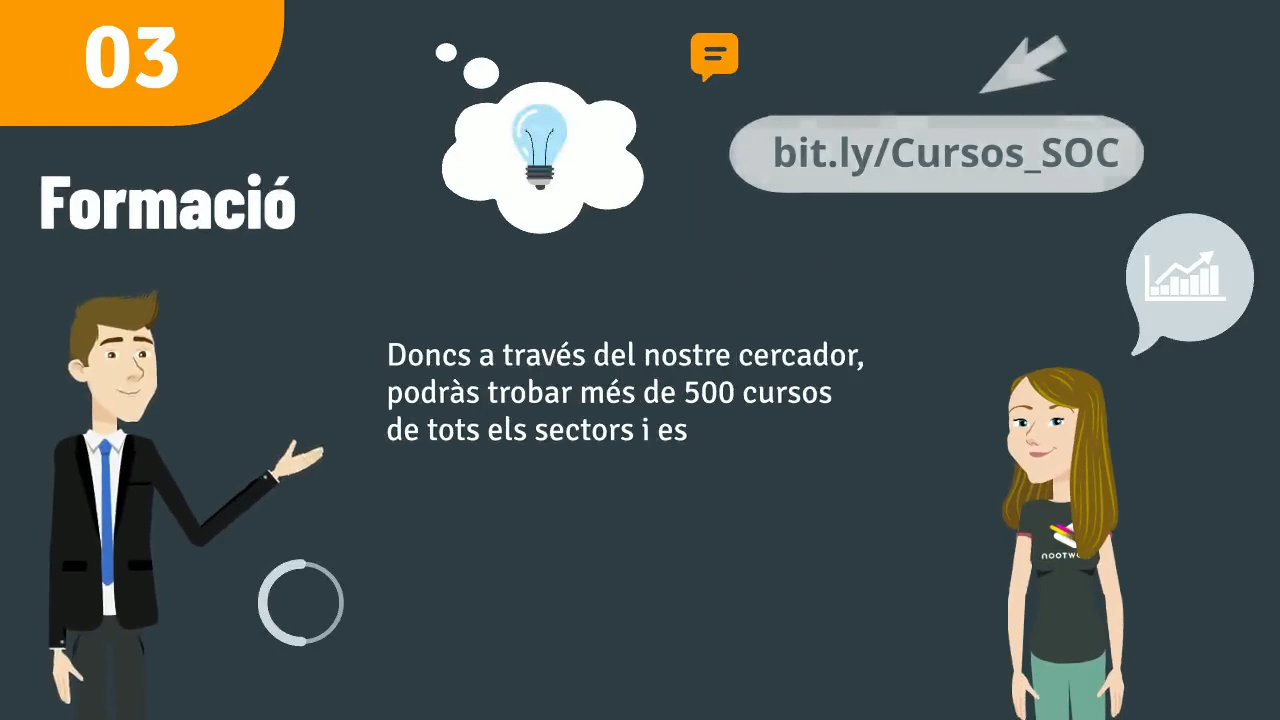 03
bit.ly/Cursos_SOC
Formació
Doncs a través del nostre cercador,
podràs trobar més de 500 cursos
de tots els sectors i es